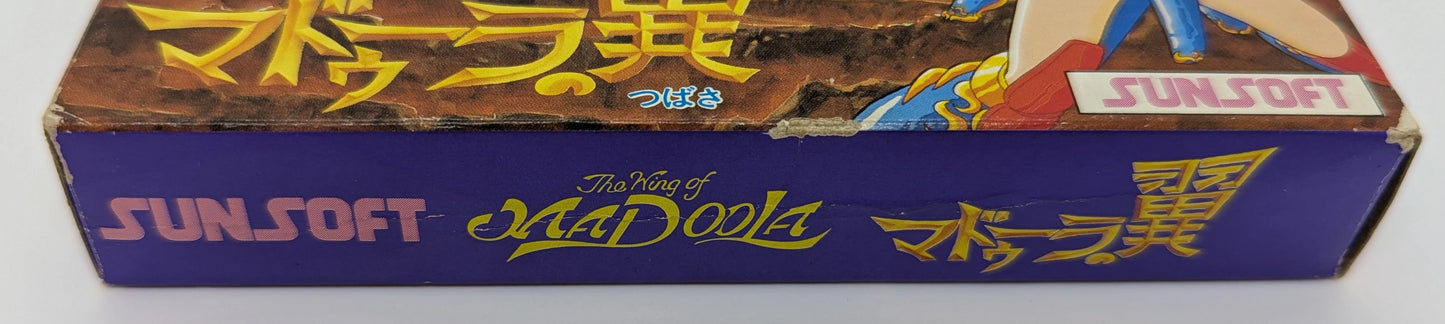 マドゥーラの翼
つばさ
SUNSOFT
SUNSOFT
The Wing of
MADOOLA
マドゥーラの翼